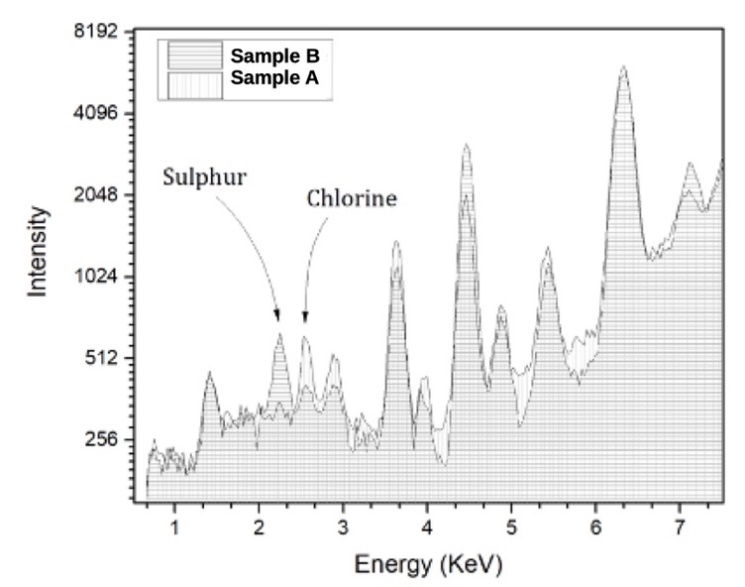 8192
4096
2048
1024
512
256
Intensity
Sample B
Sample A
Sulphur
Chlorine
1 2 3 4 5 6 7
Energy (KeV)